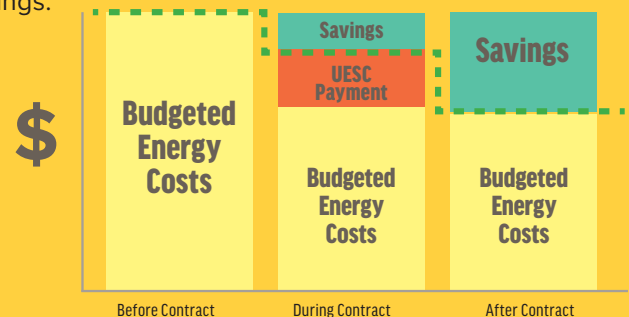 ings.
$
Budgeted
Energy
Costs
Savings
UESC
Payment
Budgeted
Energy
Costs
Savings
Budgeted
Energy
Costs
Before Contract
During Contract
After Contract